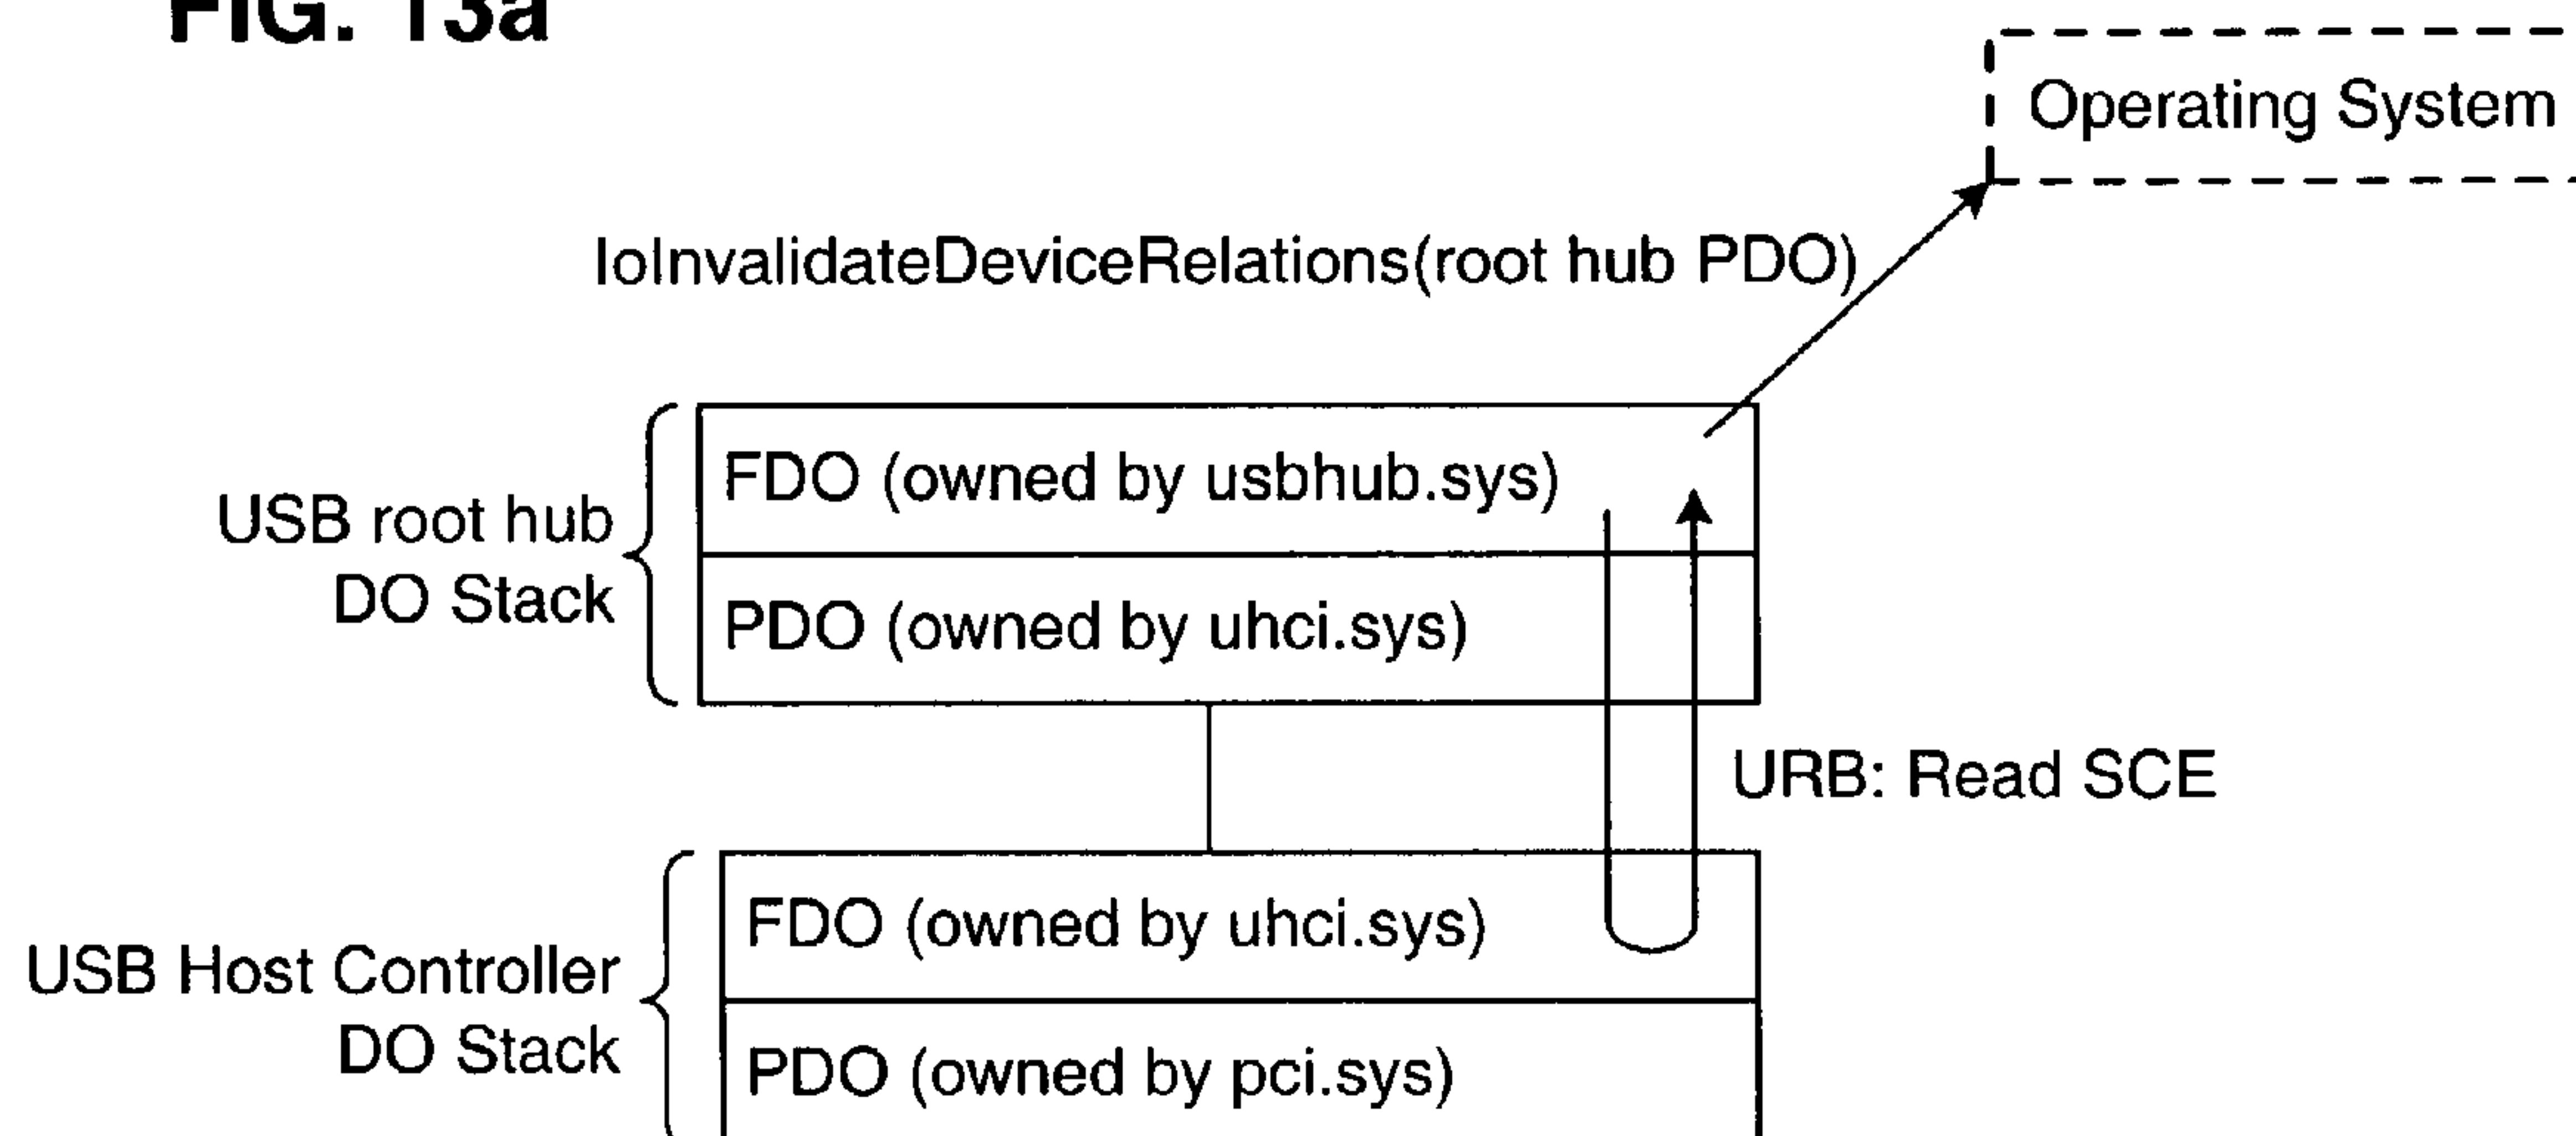 FIG. 13a
Operating System
IoInvalidateDeviceRelations(root hub PDO)
FDO (owned by usbhub.sys)
USB root hub
DO Stack
PDO (owned by uhci.sys)
URB: Read SCE
FDO (owned by uhci.sys)
USB Host Controller
DO Stack
PDO (owned by pci.sys)